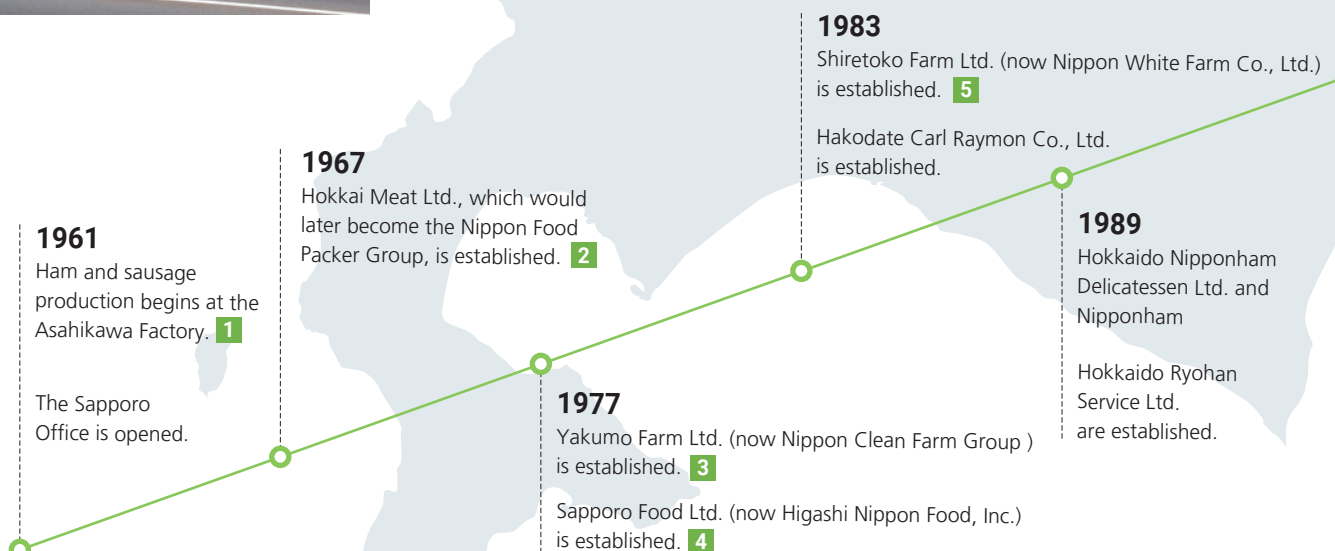 1961
Ham and sausage
production begins at the
Asahikawa Factory. 1
The Sapporo
Office is opened.
1967
Hokkai Meat Ltd., which would
later become the Nippon Food
Packer Group, is established. 2
1977
Yakumo Farm Ltd. (now Nippon Clean Farm Group )
is established. 3
Sapporo Food Ltd. (now Higashi Nippon Food, Inc.)
is established. 4
1983
Shiretoko Farm Ltd. (now Nippon White Farm Co., Ltd.)
is established. 5
Hakodate Carl Raymon Co., Ltd.
is established.
1989
Hokkaido Nipponham
Delicatessen Ltd. and
Nipponham
Hokkaido Ryohan
Service Ltd.
are established.